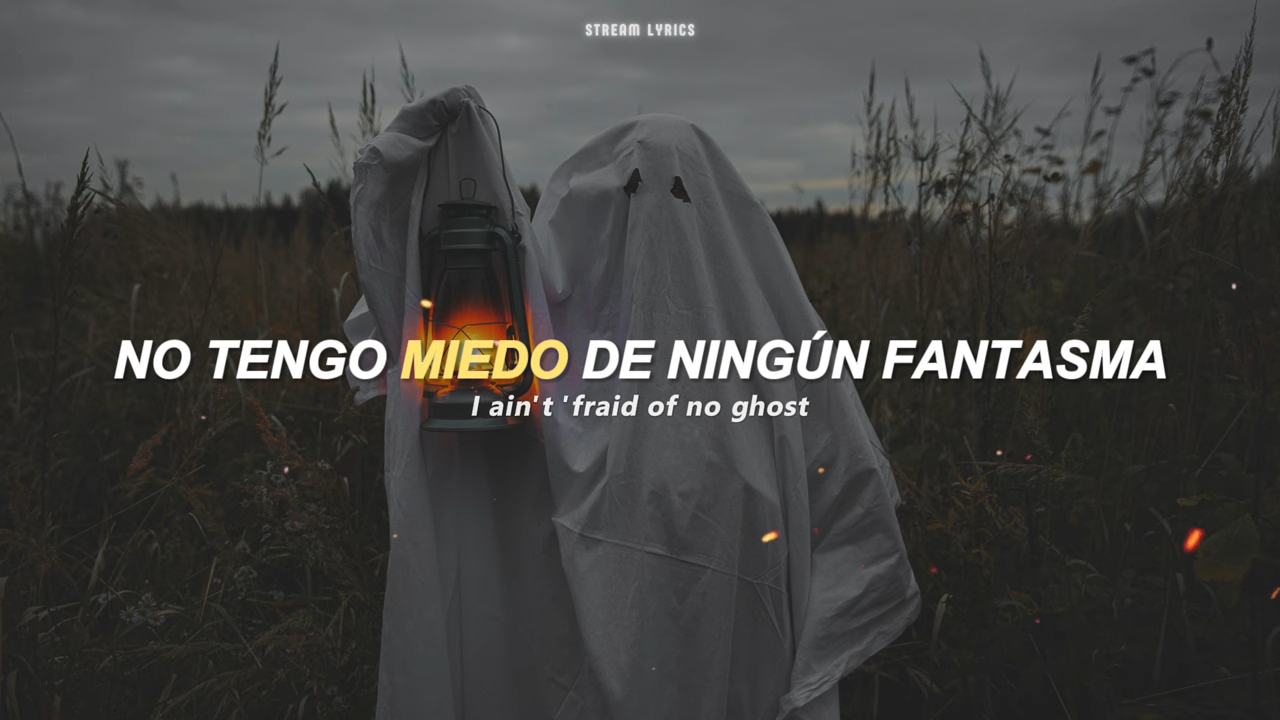 STREAM LYRICS
NO TENGO MIEDO DE NINGÚN FANTASMA
I ain't 'fraid of no ghost